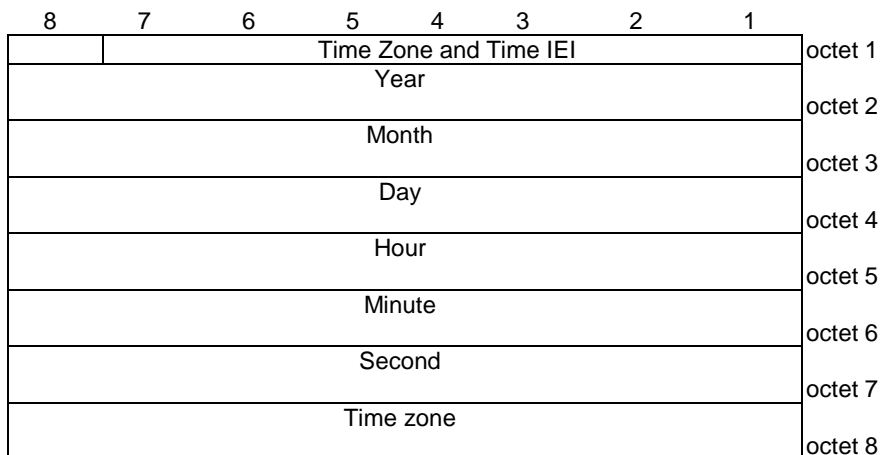 8 7 6 5 4 3 2 1
Time Zone and Time IEI octet 1
Year
octet 2
Month
octet 3
Day
octet 4
Hour
octet 5
Minute
octet 6
Second
octet 7
Time zone
octet 8